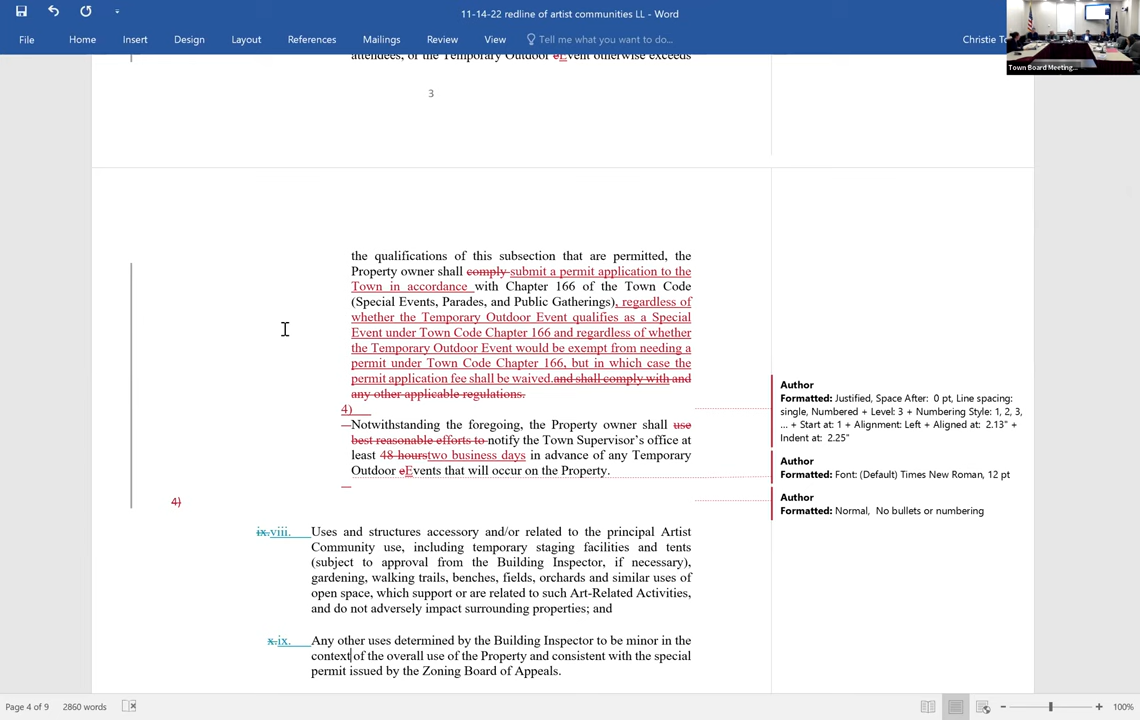 11-14-22 redline of artist communities LL - Word
File Home Insert Design Layout References Mailings Review View Tell me what you want to do... Christie To
Town Board Meeting...
attendees, or the Temporary Outdoor eEvent otherwise exceeds
3
the qualifications of this subsection that are permitted, the
Property owner shall comply submit a permit application to the
Town in accordance with Chapter 166 of the Town Code
(Special Events, Parades, and Public Gatherings), regardless of
whether the Temporary Outdoor Event qualifies as a Special
Event under Town Code Chapter 166 and regardless of whether
the Temporary Outdoor Event would be exempt from needing a
permit under Town Code Chapter 166, but in which case the
permit application fee shall be waived.and shall comply with and
any other applicable regulations.
4)
Notwithstanding the foregoing, the Property owner shall use
best reasonable efforts to notify the Town Supervisor's office at
least 48 hourstwo business days in advance of any Temporary
Outdoor eEvents that will occur on the Property.
4)
ix.viii. Uses and structures accessory and/or related to the principal Artist
Community use, including temporary staging facilities and tents
(subject to approval from the Building Inspector, if necessary),
gardening, walking trails, benches, fields, orchards and similar uses of
open space, which support or are related to such Art-Related Activities,
and do not adversely impact surrounding properties; and
x.ix. Any other uses determined by the Building Inspector to be minor in the
context of the overall use of the Property and consistent with the special
permit issued by the Zoning Board of Appeals.
Author
Formatted: Justified, Space After: 0 pt, Line spacing:
single, Numbered + Level: 3 + Numbering Style: 1, 2, 3,
... + Start at: 1 + Alignment: Left + Aligned at: 2.13" +
Indent at: 2.25"
Author
Formatted: Font: (Default) Times New Roman, 12 pt
Author
Formatted: Normal, No bullets or numbering
Page 4 of 9 2860 words 100%